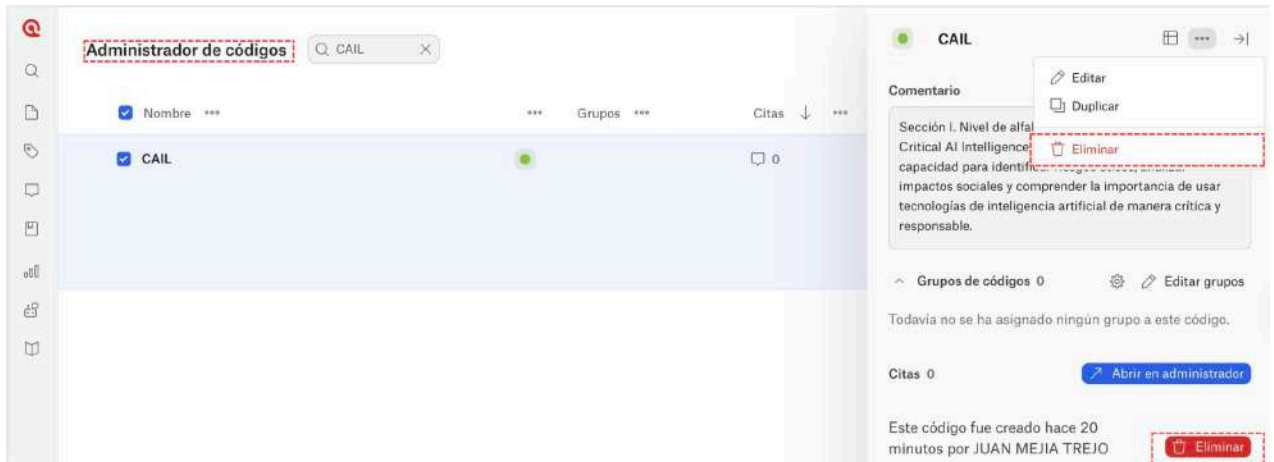 Administrador de códigos
CAIL
Nombre
Grupos
Citas
CAIL
0
CAIL
Editar
Duplicar
Eliminar
Comentario
Sección I. Nivel de alfa
Critical AI Intelligence
capacidad para identif
impactos sociales y comprender la importancia de usar
tecnologías de inteligencia artificial de manera crítica y
responsable.
Grupos de códigos 0
Editar grupos
Todavía no se ha asignado ningún grupo a este código.
Citas 0
Abrir en administrador
Este código fue creado hace 20
minutos por JUAN MEJIA TREJO
Eliminar